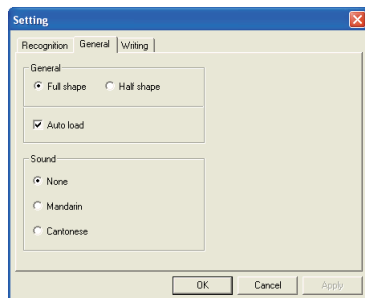 Setting
Recognition General Writing
General
Full shape Half shape
Auto load
Sound
None
Mandarin
Cantonese
OK Cancel Apply